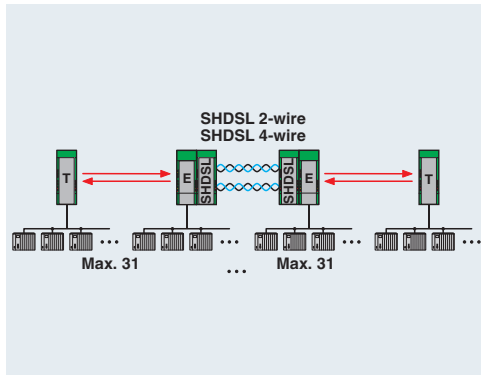 SHDSL 2-wire
SHDSL 4-wire
T
E
SHDSL
SHDSL
E
T
...
...
...
...
Max. 31
...
Max. 31